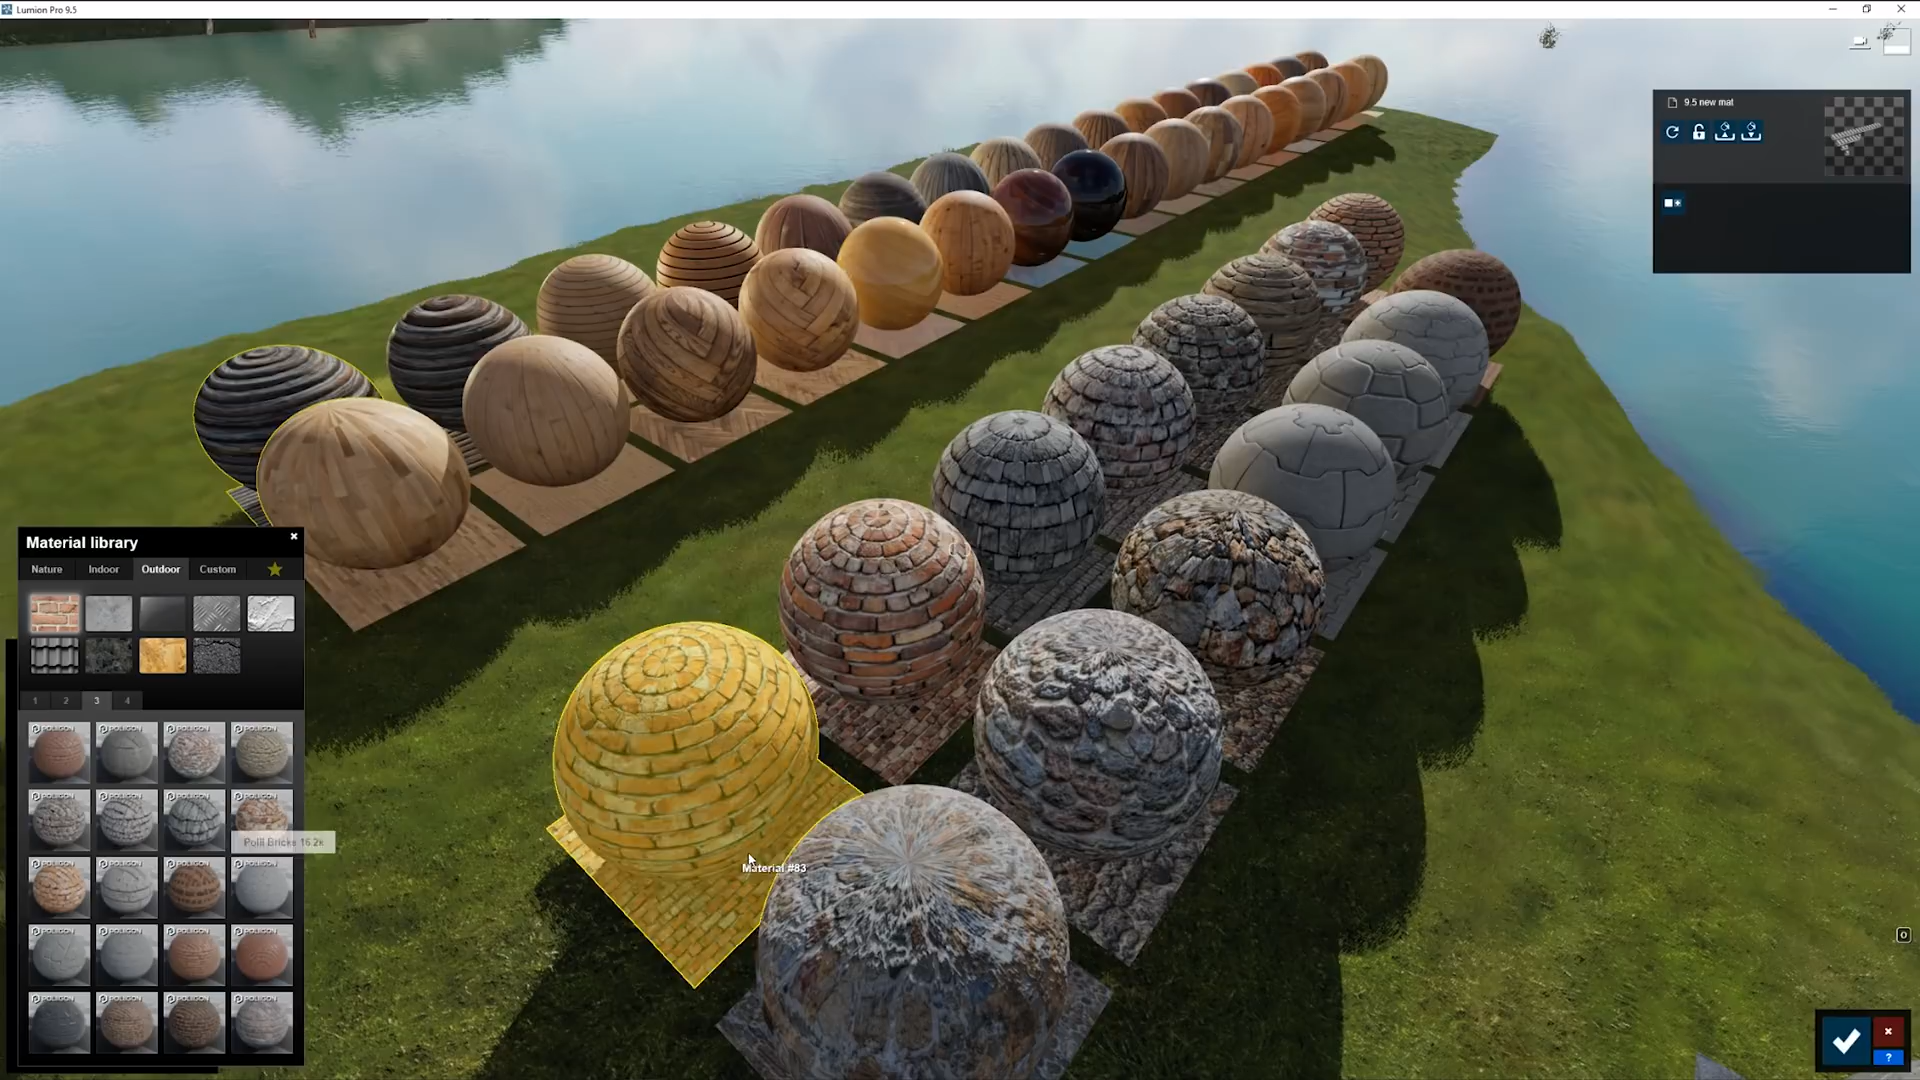 Lumion Pro 9.5
9.5 new mat
Material library
Nature Indoor Outdoor Custom
1 2 3 4
POLIIGON POLIIGON POLIIGON POLIIGON
POLIIGON POLIIGON POLIIGON POLIIGON
Poliii Bricks 16 2k
POLIIGON POLIIGON POLIIGON POLIIGON
Material #83
POLIIGON POLIIGON POLIIGON POLIIGON
POLIIGON POLIIGON POLIIGON POLIIGON
?